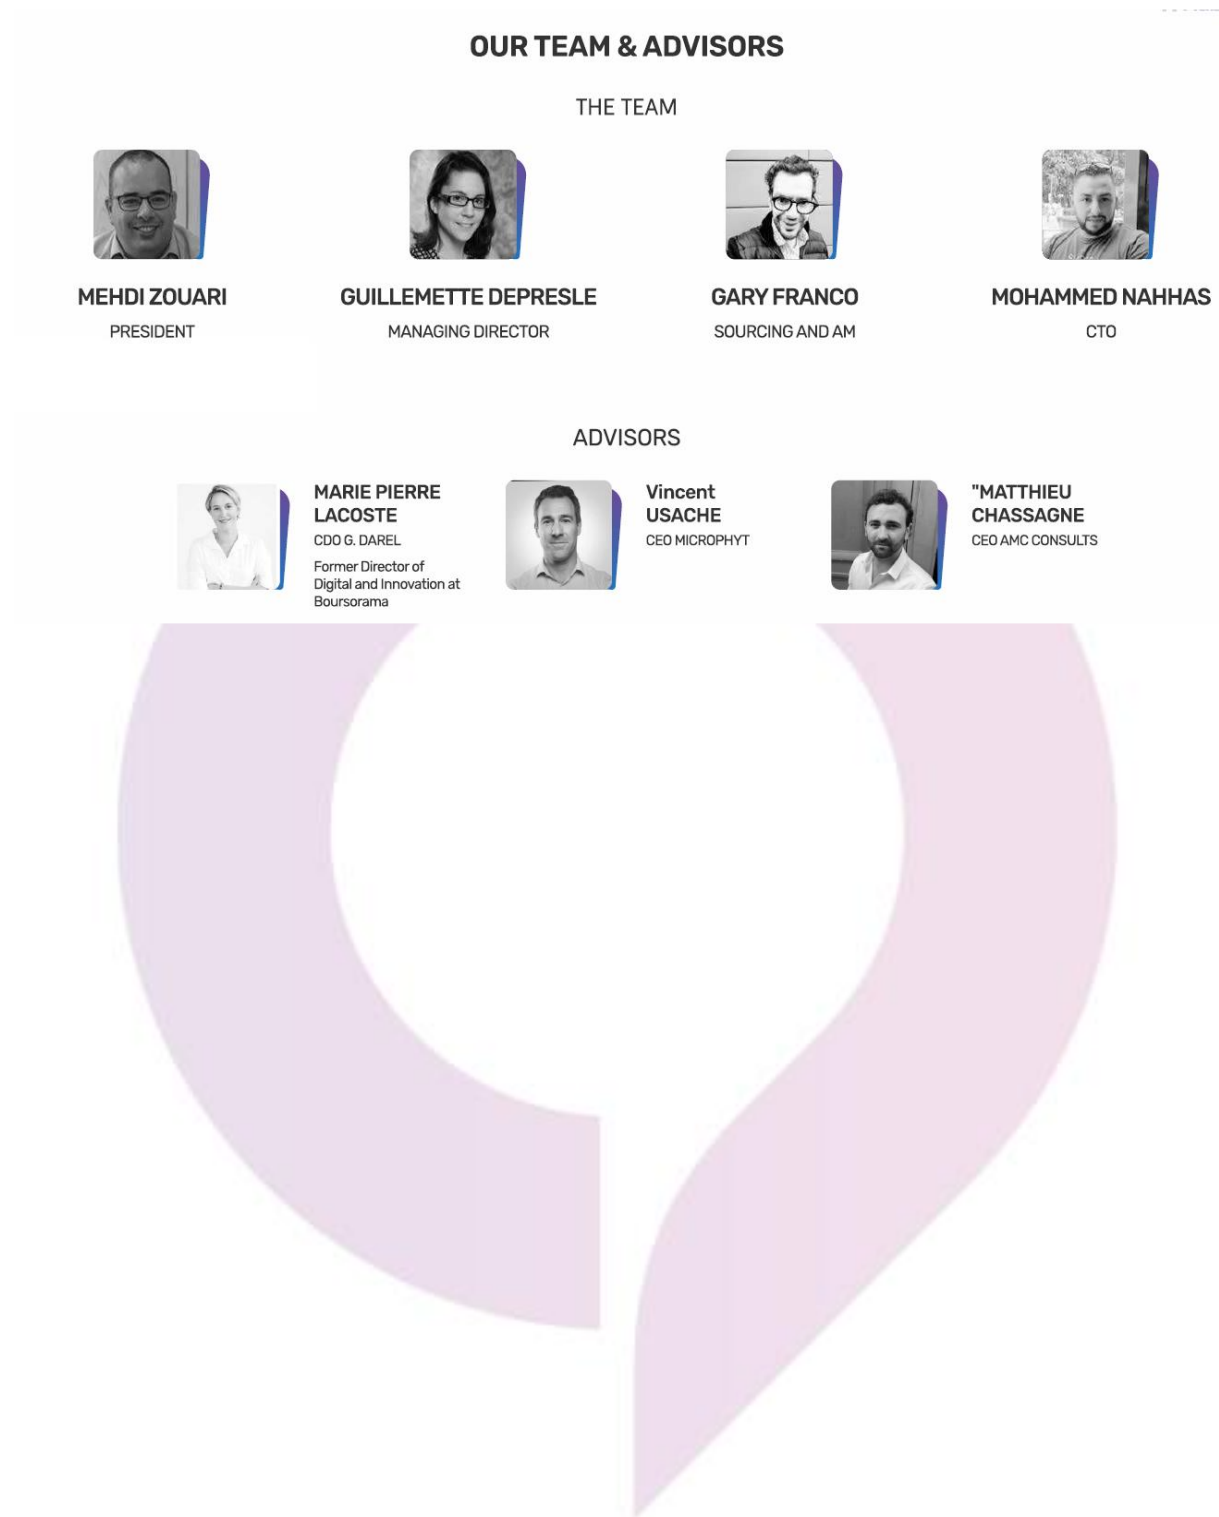 OUR TEAM & ADVISORS
THE TEAM
MEHDI ZOUARI
PRESIDENT
GUILLEMETTE DEPRESLE
MANAGING DIRECTOR
GARY FRANCO
SOURCING AND AM
MOHAMMED NAHHAS
CTO
ADVISORS
MARIE PIERRE
LACOSTE
CDO G. DAREL
Former Director of
Digital and Innovation at
Boursorama
Vincent
USACHE
CEO MICROPHYT
"MATTHIEU
CHASSAGNE
CEO AMC CONSULTS